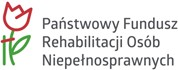 Państwowy Fundusz
Rehabilitacji Osób
Niepełnosprawnych